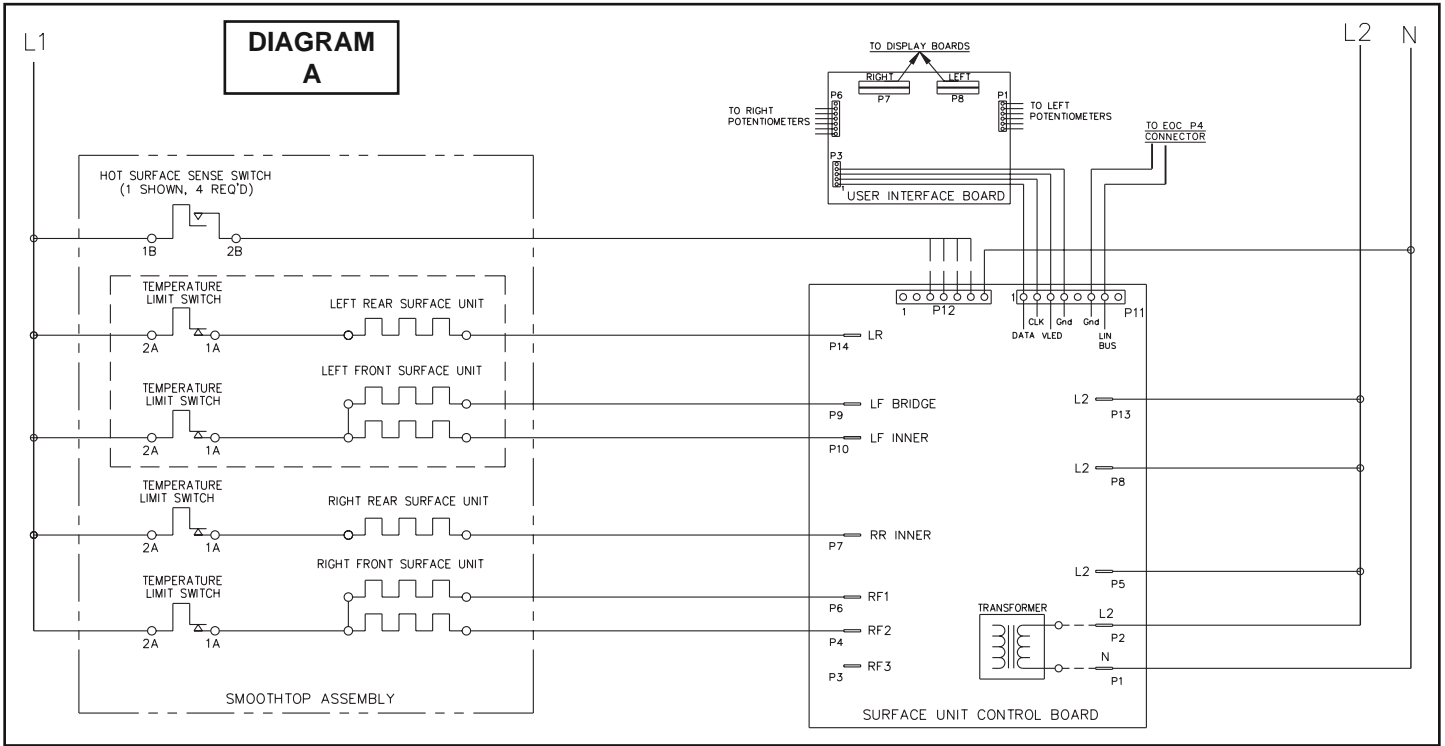 L1
DIAGRAM
A
L2 N
TO DISPLAY BOARDS
RIGHT LEFT
P7 P8
P6 P1
TO RIGHT
POTENTIOMETERS
TO LEFT
POTENTIOMETERS
TO EOC P4
CONNECTOR
P3
1
USER INTERFACE BOARD
HOT SURFACE SENSE SWITCH
(1 SHOWN, 4 REQ'D)
1B 2B
TEMPERATURE
LIMIT SWITCH
2A 1A
LEFT REAR SURFACE UNIT
LEFT FRONT SURFACE UNIT
TEMPERATURE
LIMIT SWITCH
2A 1A
TEMPERATURE
LIMIT SWITCH
2A 1A
RIGHT REAR SURFACE UNIT
RIGHT FRONT SURFACE UNIT
TEMPERATURE
LIMIT SWITCH
2A 1A
SMOOTHTOP ASSEMBLY
1 P12
1 P11
DATA CLK VLED Gnd Gnd LIN
BUS
P14 LR
P9 LF BRIDGE
P10 LF INNER
P7 RR INNER
P6 RF1
P4 RF2
P3 RF3
L2 P13
L2 P8
L2 P5
TRANSFORMER
L2
P2
N
P1
SURFACE UNIT CONTROL BOARD